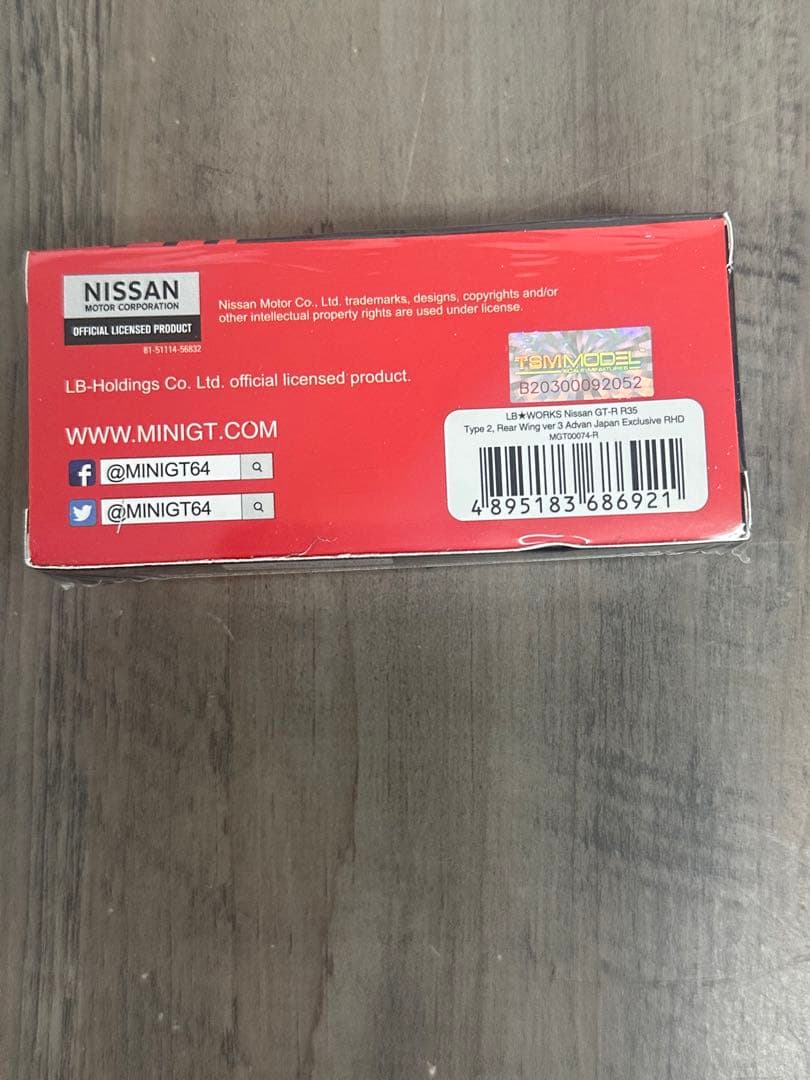 NISSAN
MOTOR CORPORATION
OFFICIAL LICENSED PRODUCT
81-51114-56832
Nissan Motor Co., Ltd. trademarks, designs, copyrights and/or
other intellectual property rights are used under license.
LB-Holdings Co. Ltd. official licensed product.
WWW.MINIGT.COM
f @MINIGT64
@MINIGT64
TSMMODEL
SCALE MINIATURES
B20300092052
LB★WORKS Nissan GT-R R35
Type 2, Rear Wing ver 3 Advan Japan Exclusive RHD
MGT00074-R
4 895183 686921